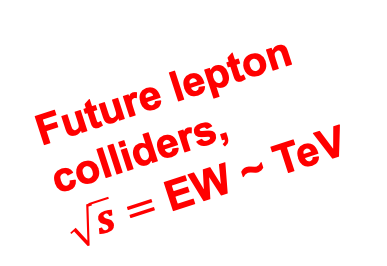 Future lepton
colliders,
√s = EW ~ TeV